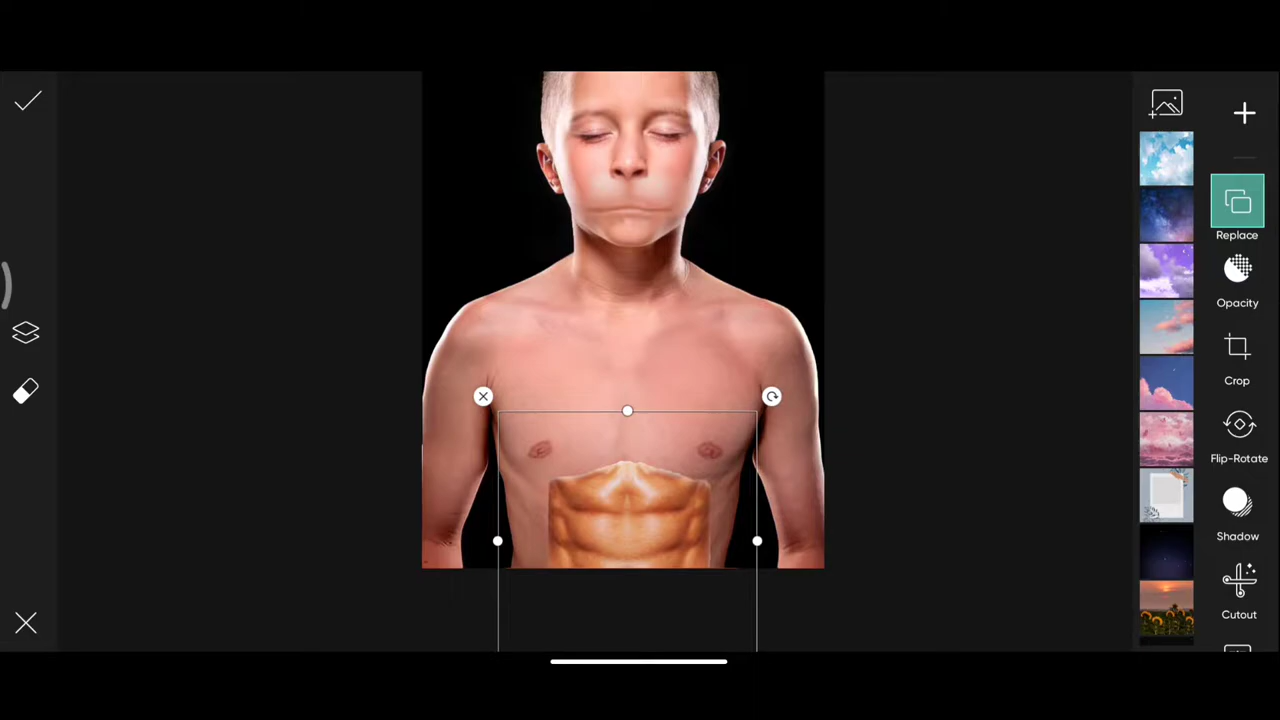 Replace
Opacity
Crop
Flip-Rotate
Shadow
Cutout